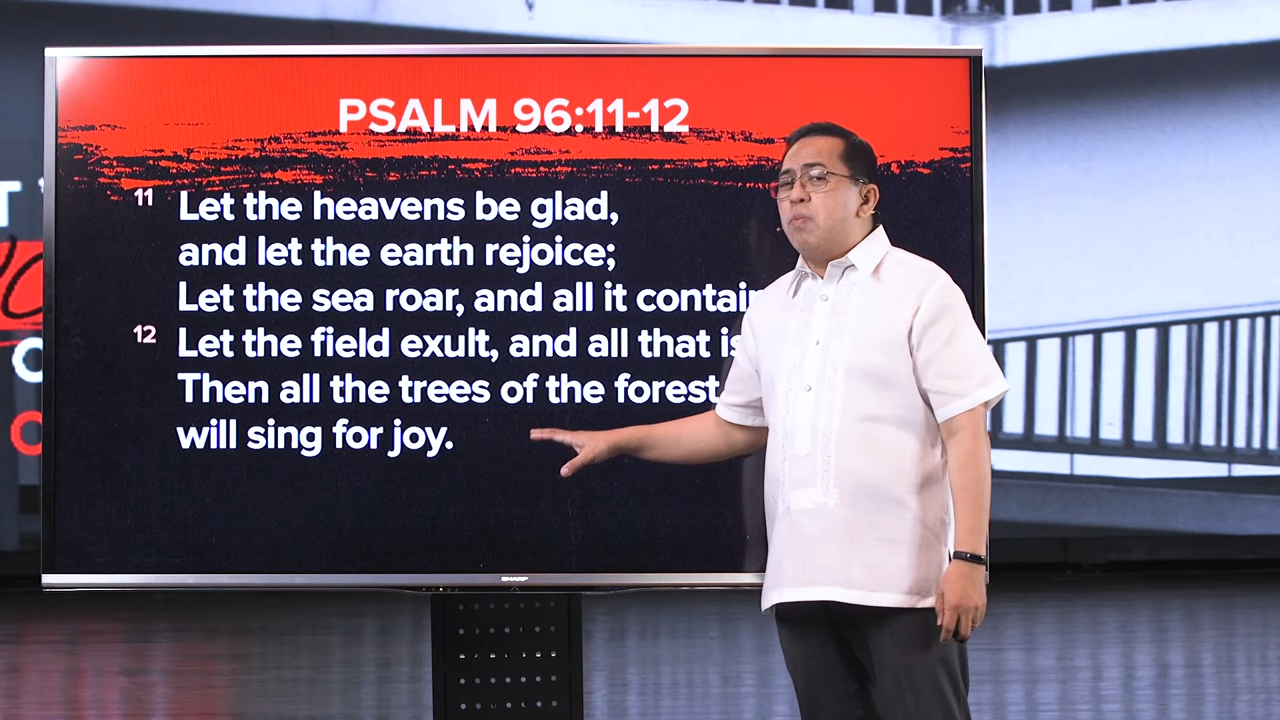 PSALM 96:11-12
11 Let the heavens be glad,
and let the earth rejoice;
Let the sea roar, and all it
12 Let the field exult, and all that is
Then all the trees of the forest
will sing for joy.
SHARP